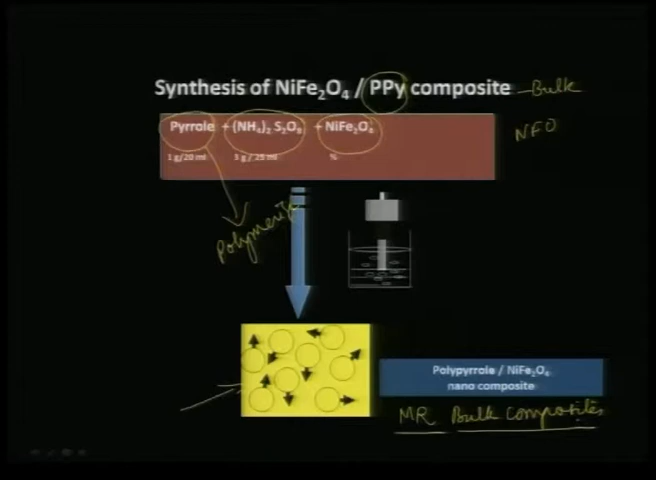 Synthesis of NiFe₂O₄ / PPy composite – Bulk
NFO
Pyrrole + (NH₄)₂ S₂O₈ + NiFe₂O₄
1 g/20 ml 3 g / 25 ml %
Polymerize
Polypyrrole / NiFe₂O₄
nano composite
MR Bulk Composites